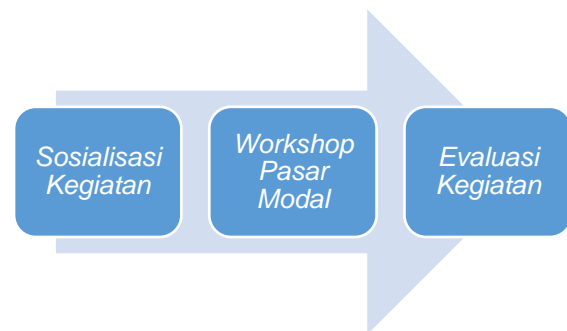 Sosialisasi
Kegiatan
Workshop
Pasar
Modal
Evaluasi
Kegiatan